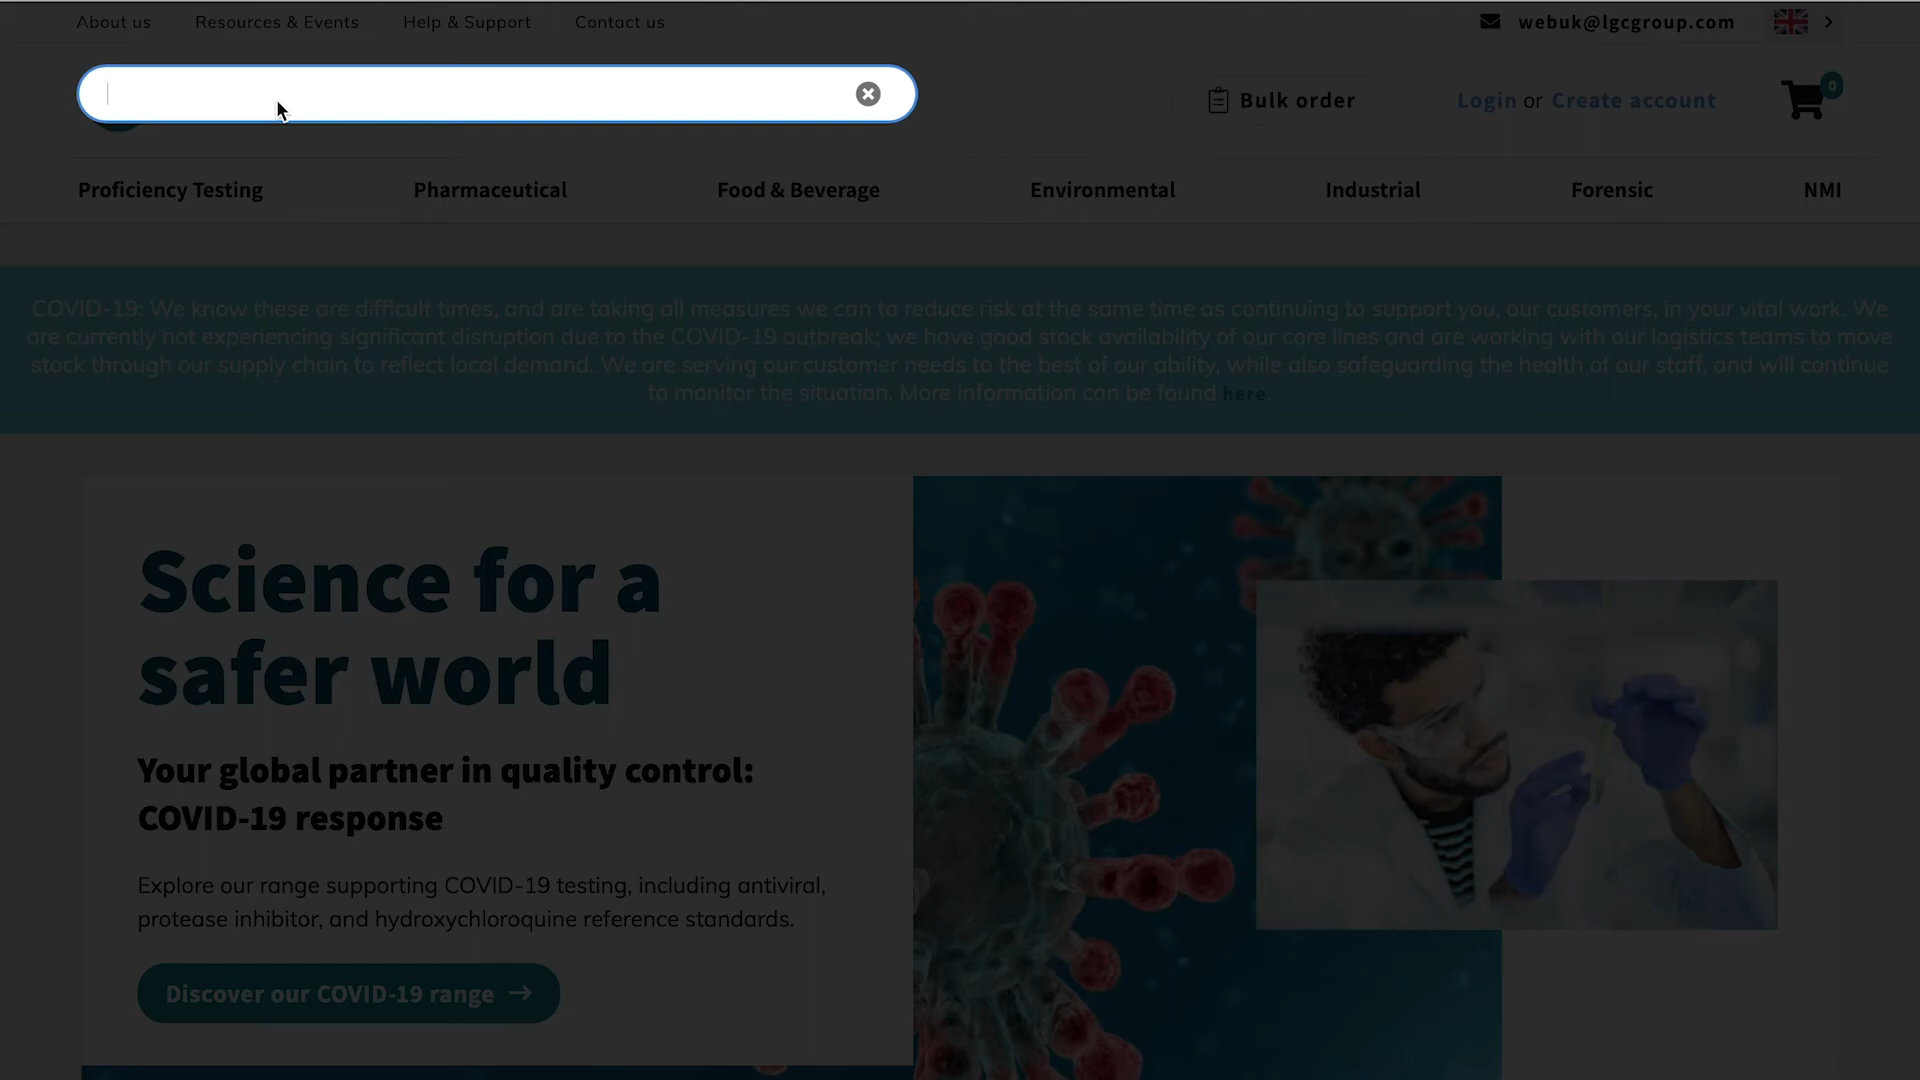 About us
Resources & Events
Help & Support
Contact us
webuk@lgcgroup.com
Bulk order
Login or Create account
0
Proficiency Testing
Pharmaceutical
Food & Beverage
Environmental
Industrial
Forensic
NMI
COVID-19: We know these are difficult times, and are taking all measures we can to reduce risk at the same time as continuing to support you, our customers, in your vital work. We
are currently not experiencing significant disruption due to the COVID-19 outbreak; we have good stock availability of our core lines and are working with our logistics teams to move
stock through our supply chain to reflect local demand. We are serving our customer needs to the best of our ability, while also safeguarding the health of our staff, and will continue
to monitor the situation. More information can be found here.
Science for a
safer world
Your global partner in quality control:
COVID-19 response
Explore our range supporting COVID-19 testing, including antiviral,
protease inhibitor, and hydroxychloroquine reference standards.
Discover our COVID-19 range →